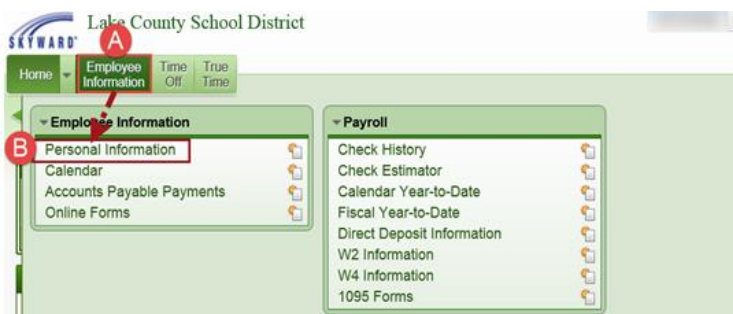 SKYWARD
Lake County School District
A
Home
Employee Information
Time Off
True Time
B
Employee Information
Personal Information
Calendar
Accounts Payable Payments
Online Forms
Payroll
Check History
Check Estimator
Calendar Year-to-Date
Fiscal Year-to-Date
Direct Deposit Information
W2 Information
W4 Information
1095 Forms